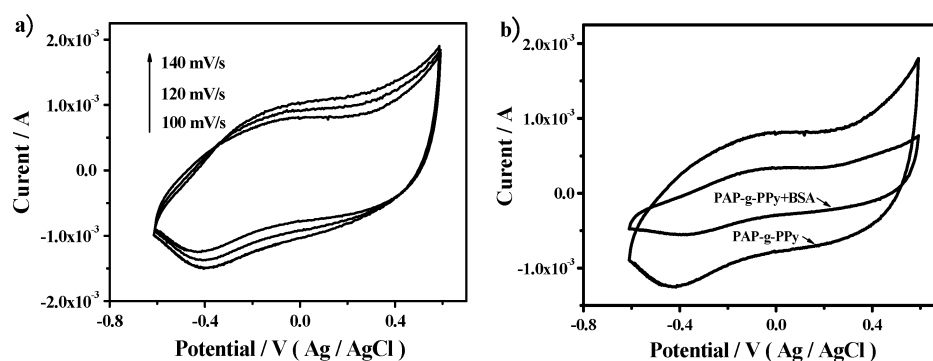 a)
140 mV/s
120 mV/s
100 mV/s
2.0x10⁻³
1.0x10⁻³
0.0
-1.0x10⁻³
-2.0x10⁻³
Curent / A
-0.8 -0.4 0.0 0.4
Potential / V ( Ag / AgCl)
b)
PAP-g-PPy+BSA
PAP-g-PPy
2.0x10⁻³
1.0x10⁻³
0.0
-1.0x10⁻³
Curent / A
-0.8 -0.4 0.0 0.4
Potential / V ( Ag / AgCl)